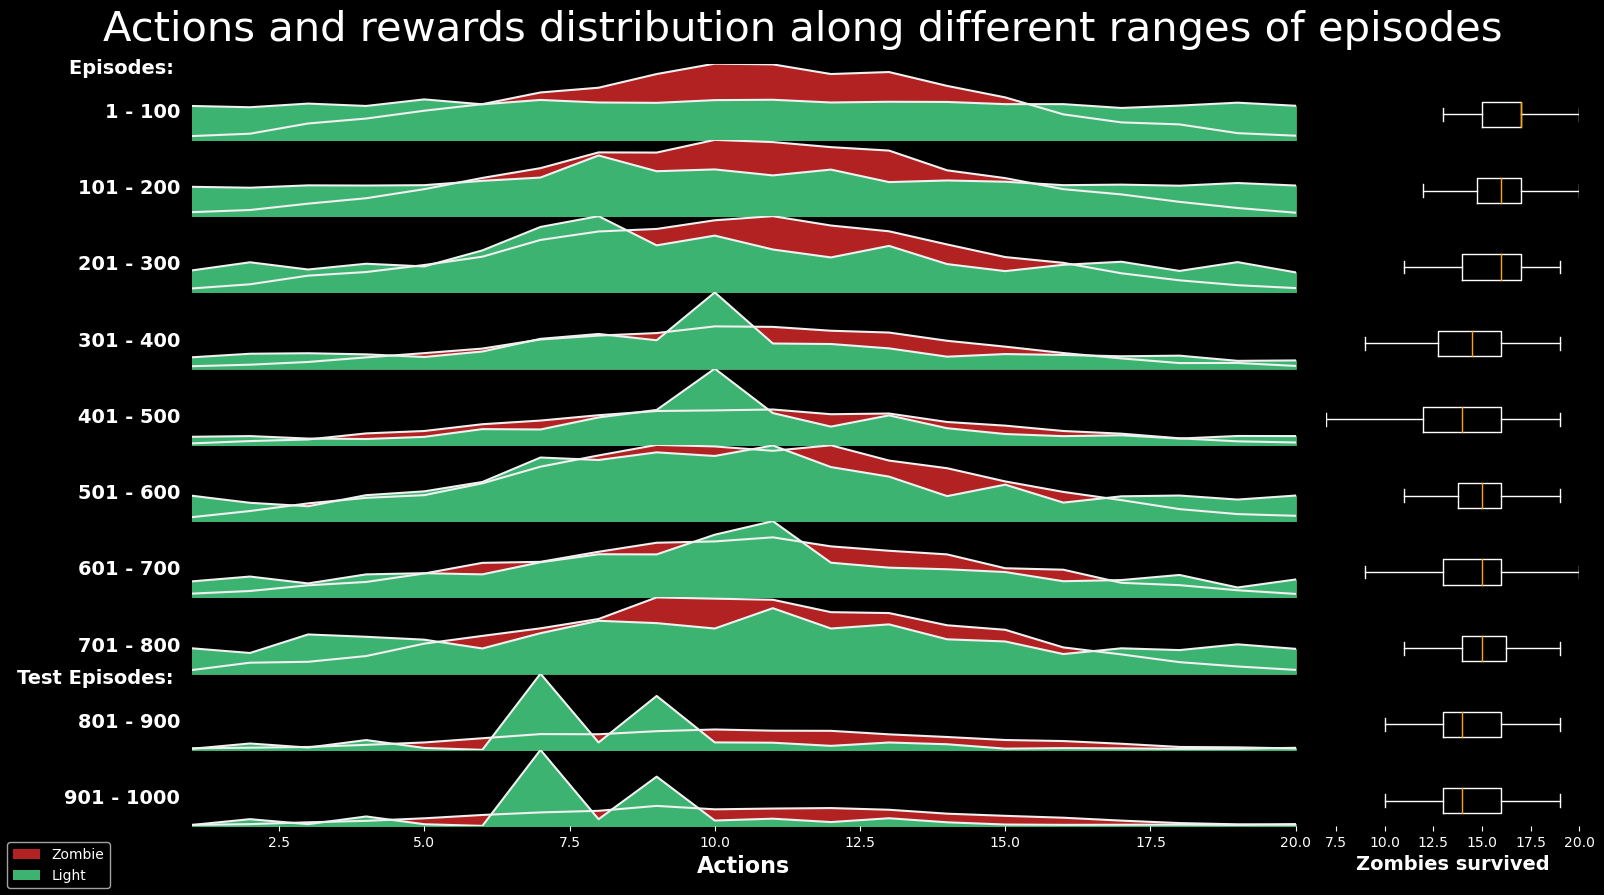 Actions and rewards distribution along different ranges of episodes
Episodes:
1 - 100
101 - 200
201 - 300
301 - 400
401 - 500
501 - 600
601 - 700
701 - 800
Test Episodes:
801 - 900
901 - 1000
2.5 5.0 7.5 10.0 12.5 15.0 17.5 20.0
7.5 10.0 12.5 15.0 17.5 20.0
Actions
Zombies survived
Zombie
Light